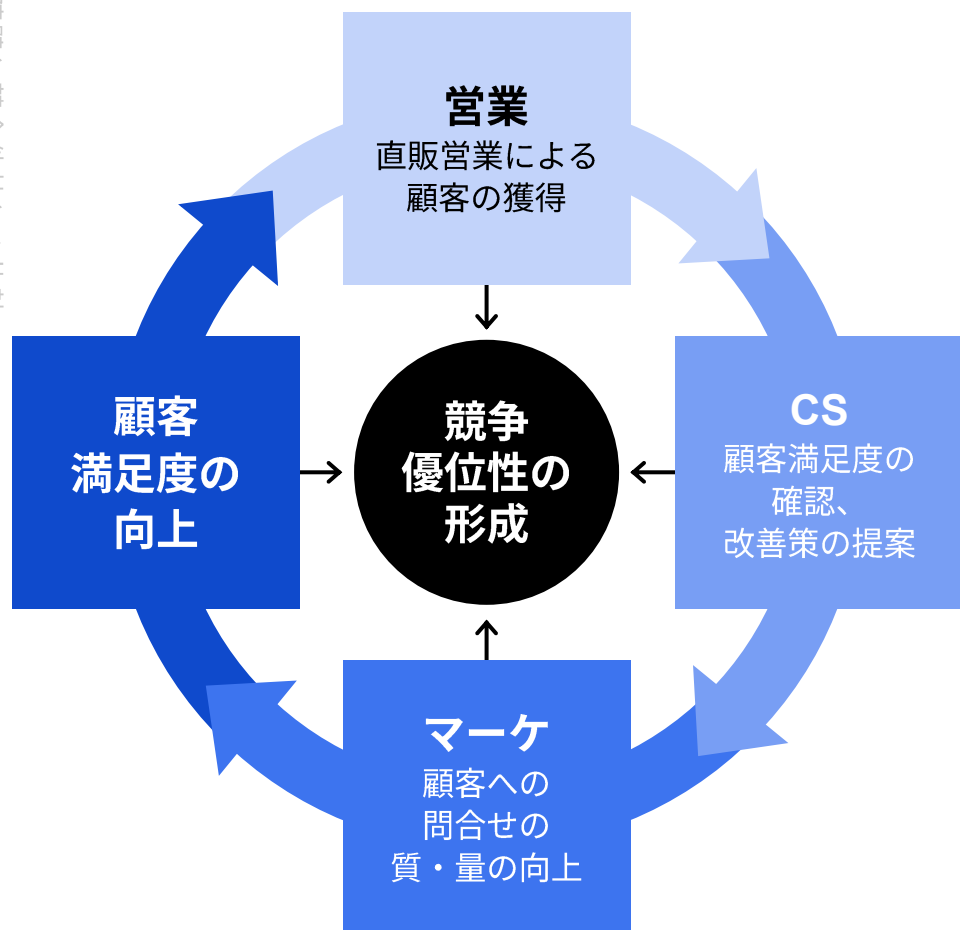 営業
直販営業による
顧客の獲得
顧客
満足度の
向上
競争
優位性の
形成
CS
顧客満足度の
確認、
改善策の提案
マーケ
顧客への
問合せの
質・量の向上